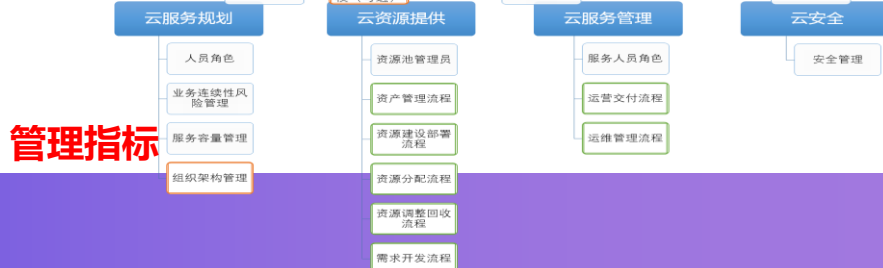 云服务规划
云资源提供
云服务管理
云安全
人员角色
资源池管理员
服务人员角色
安全管理
业务连续性风
险管理
资产管理流程
运营交付流程
管理指标
服务容量管理
资源建设部署
流程
运维管理流程
组织架构管理
资源分配流程
资源调整回收
流程
需求开发流程